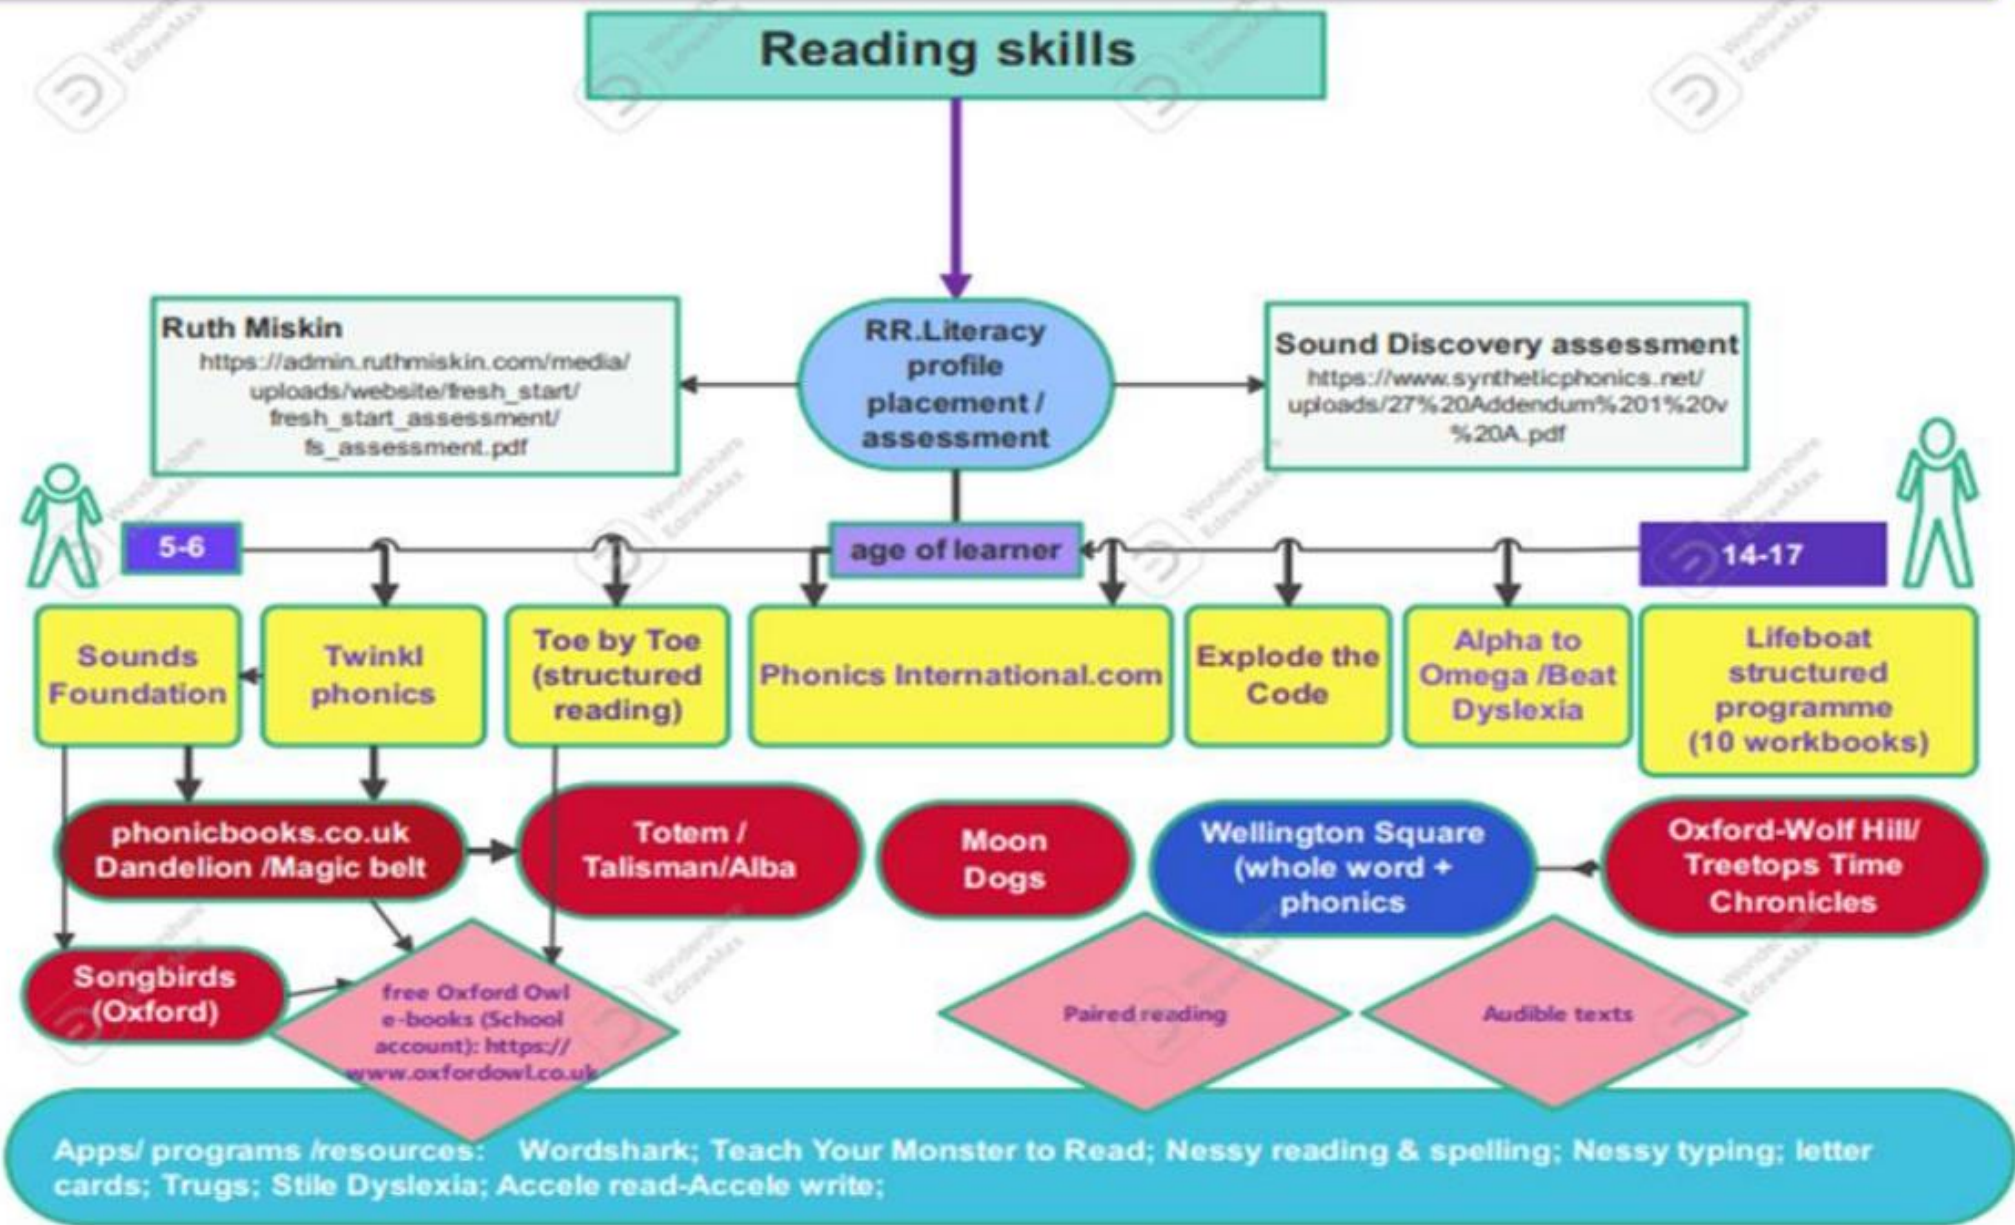 Reading skills
Ruth Miskin
https://admin.ruthmiskin.com/media/
uploads/website/fresh_start/
fresh_start_assessment/
fs_assessment.pdf
RR.Literacy
profile
placement /
assessment
Sound Discovery assessment
https://www.syntheticphonics.net/
uploads/27%20Addendum%201%20v
%20A.pdf
5-6
age of learner
14-17
Sounds
Foundation
Twinkl
phonics
Toe by Toe
(structured
reading)
Phonics International.com
Explode the
Code
Alpha to
Omega /Beat
Dyslexia
Lifeboat
structured
programme
(10 workbooks)
phonicbooks.co.uk
Dandelion /Magic belt
Totem /
Talisman/Alba
Moon
Dogs
Wellington Square
(whole word +
phonics
Oxford-Wolf Hill/
Treetops Time
Chronicles
Songbirds
(Oxford)
free Oxford Owl
e-books (School
account): https://
www.oxfordowl.co.uk
Paired reading
Audible texts
Apps/ programs /resources: Wordshark; Teach Your Monster to Read; Nessy reading & spelling; Nessy typing; letter
cards; Trugs; Stile Dyslexia; Accele read-Accele write;
Wondershare
EdrawMax